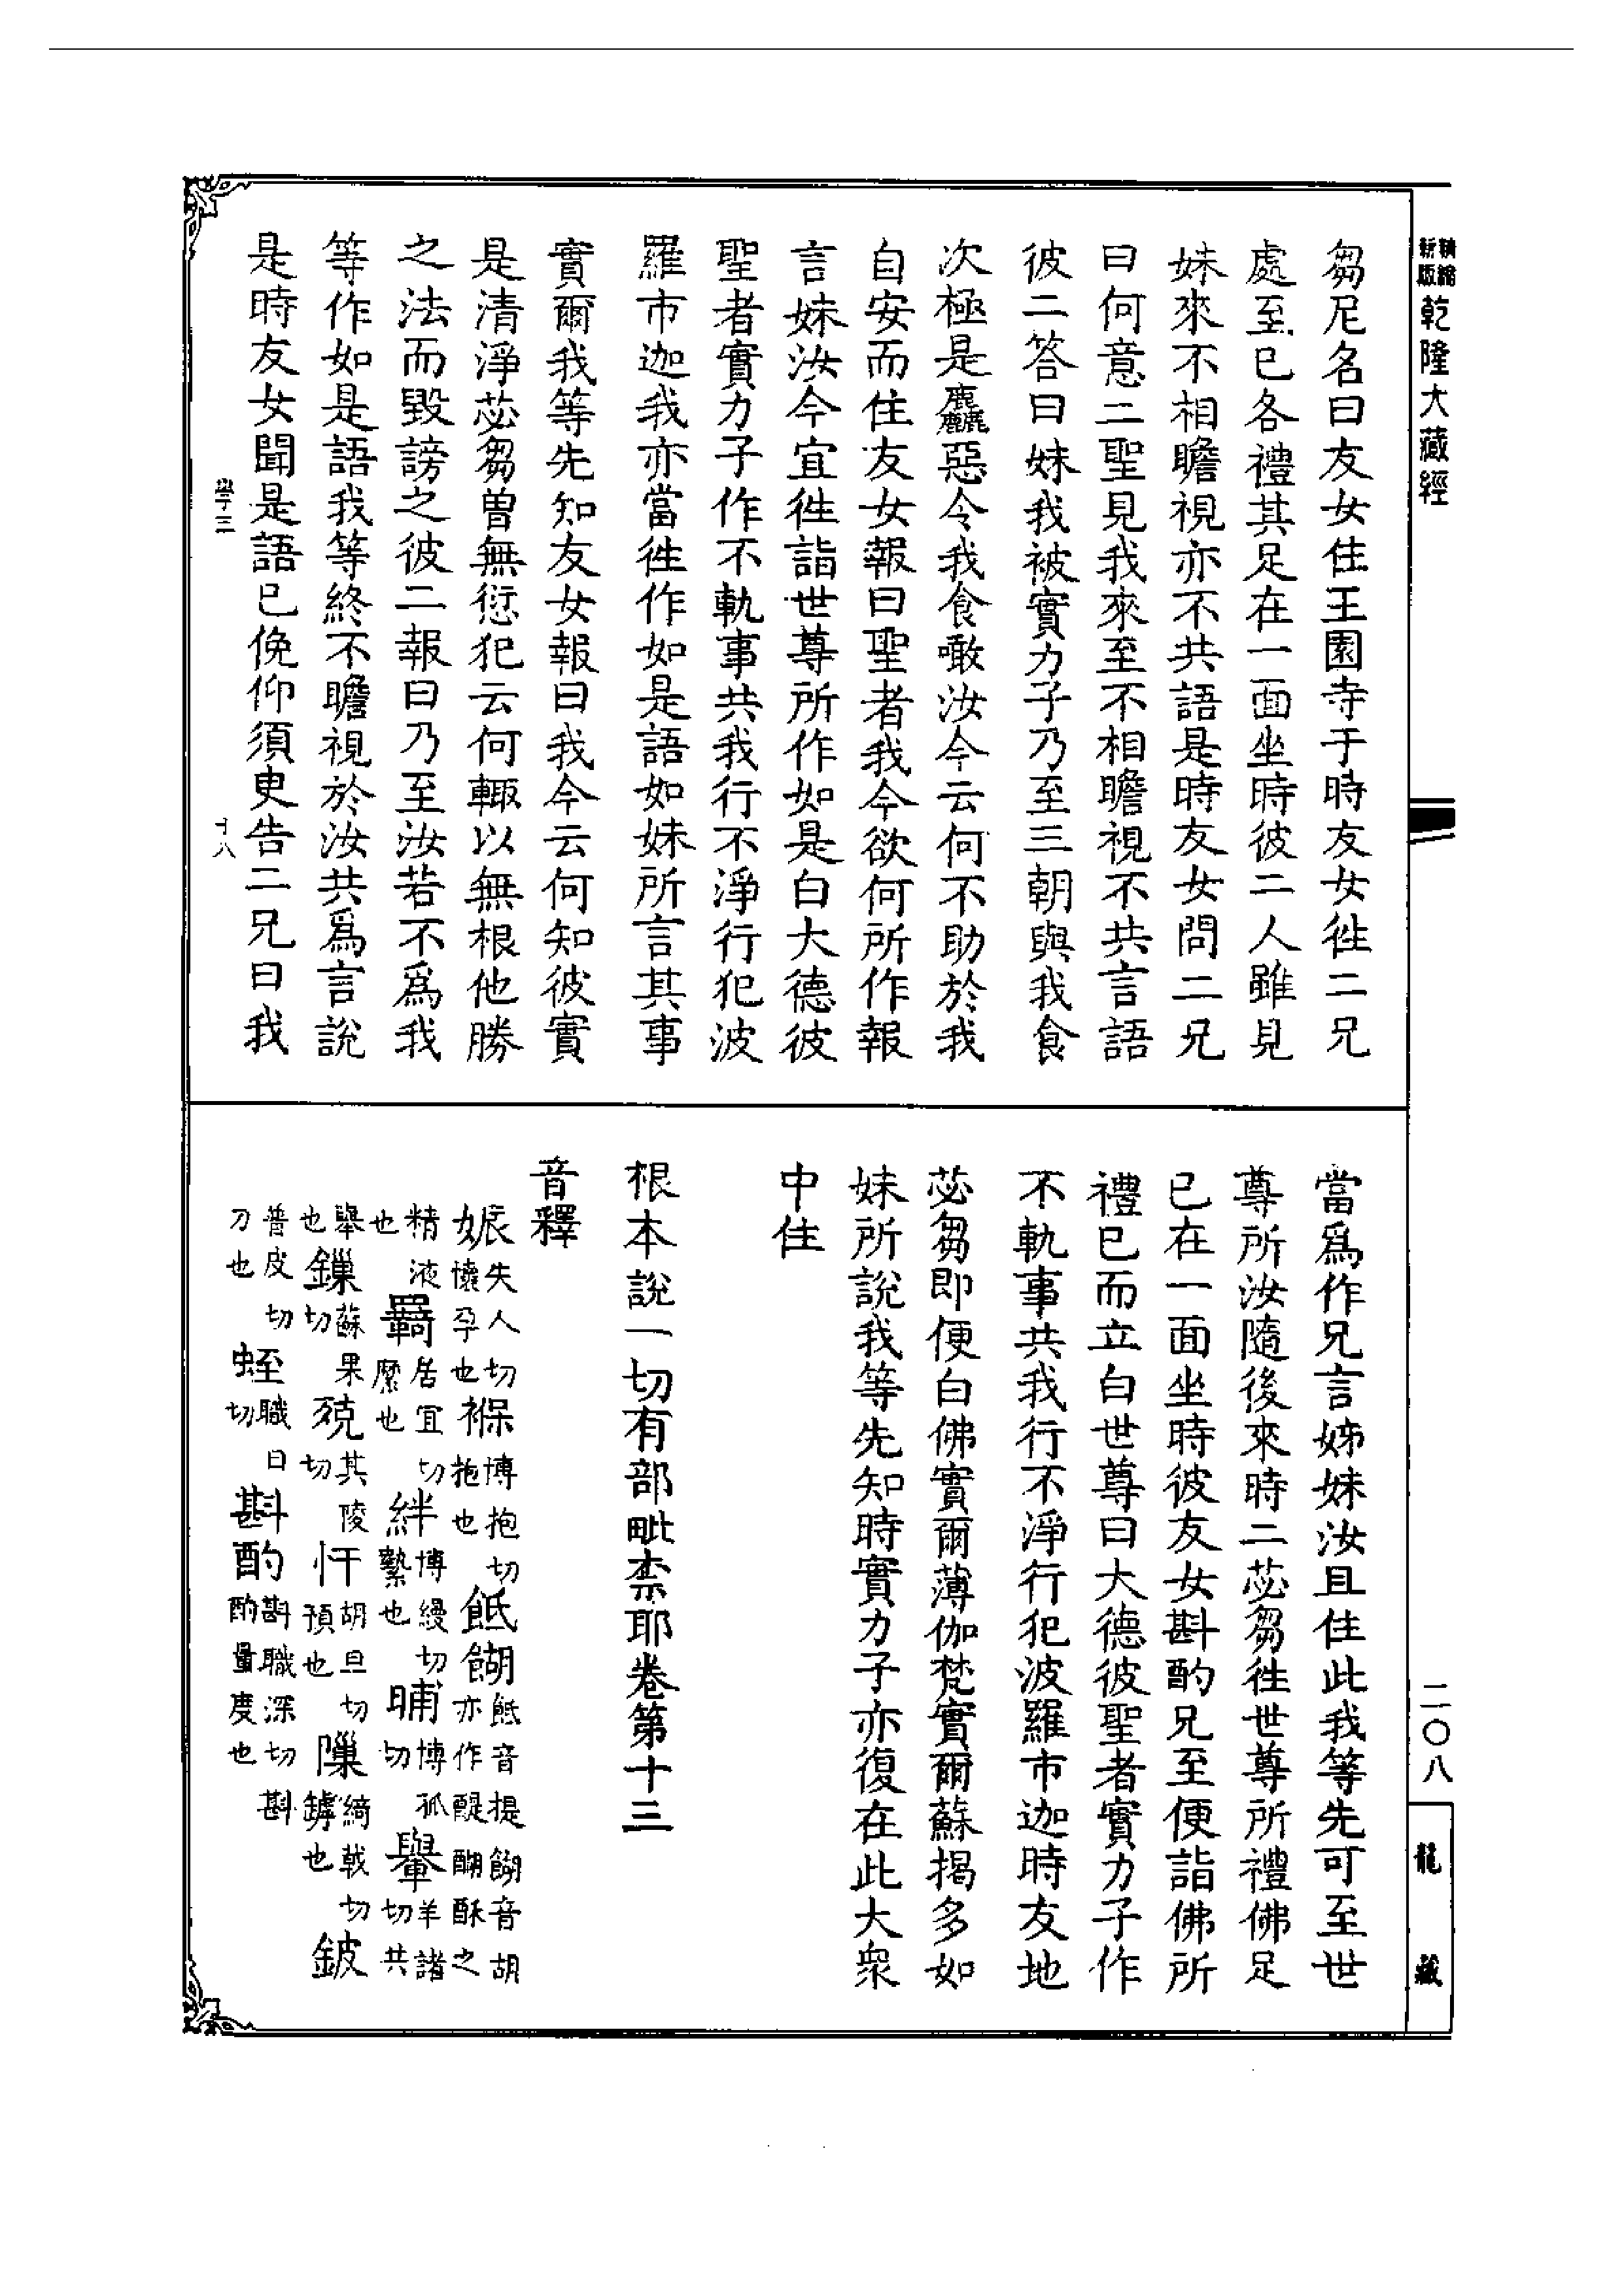 精縮新版乾隆大藏經
芻尼名曰友女住王園寺于時友女徃二兄
處至已各禮其足在一面坐時彼二人雖見
妹來不相瞻視亦不共語是時友女問二兄
曰何意二聖見我來至不相瞻視不共言語
彼二答曰妹我被實力子乃至三朝與我食
次極是麤惡令我食噉汝今云何不助於我
自安而住友女報曰聖者我今欲何所作報
言妹汝今宜徃詣世尊所作如是白大德彼
聖者實力子作不軌事共我行不淨行犯波
羅市迦我亦當徃作如是語如妹所言其事
實爾我等先知友女報曰我今云何知彼實
是清淨苾芻曾無愆犯云何輙以無根他勝
之法而毀謗之彼二報曰乃至汝若不爲我
等作如是語我等終不瞻視於汝共爲言說
是時友女聞是語已俛仰須臾告二兄曰我
學三 十八
當爲作兄言姊妹汝且住此我等先可至世
尊所汝隨後來時二苾芻徃世尊所禮佛足
已在一面坐時彼友女斟酌兄至便詣佛所
禮已而立白世尊曰大德彼聖者實力子作
不軌事共我行不淨行犯波羅市迦時友地
苾芻即便白佛實爾薄伽梵實爾蘇揭多如
妹所說我等先知時實力子亦復在此大衆
中住
根本說一切有部毗柰耶卷第十三
音釋
娠失人切懷孕也褓博抱切袍也𩚵餬𩚵音提餬音胡亦作醍醐酥之
精液也羈居宜切縻也絆博縵切縶也晡博孤切轝羊諸切共
舉也鏁蘇果切殑其陵切忓胡旦切預也㗖綺戟切鏬也鈹
普皮切刀也蛭職日切斟酌斟職深切斟酌量度也
二〇八
龍藏